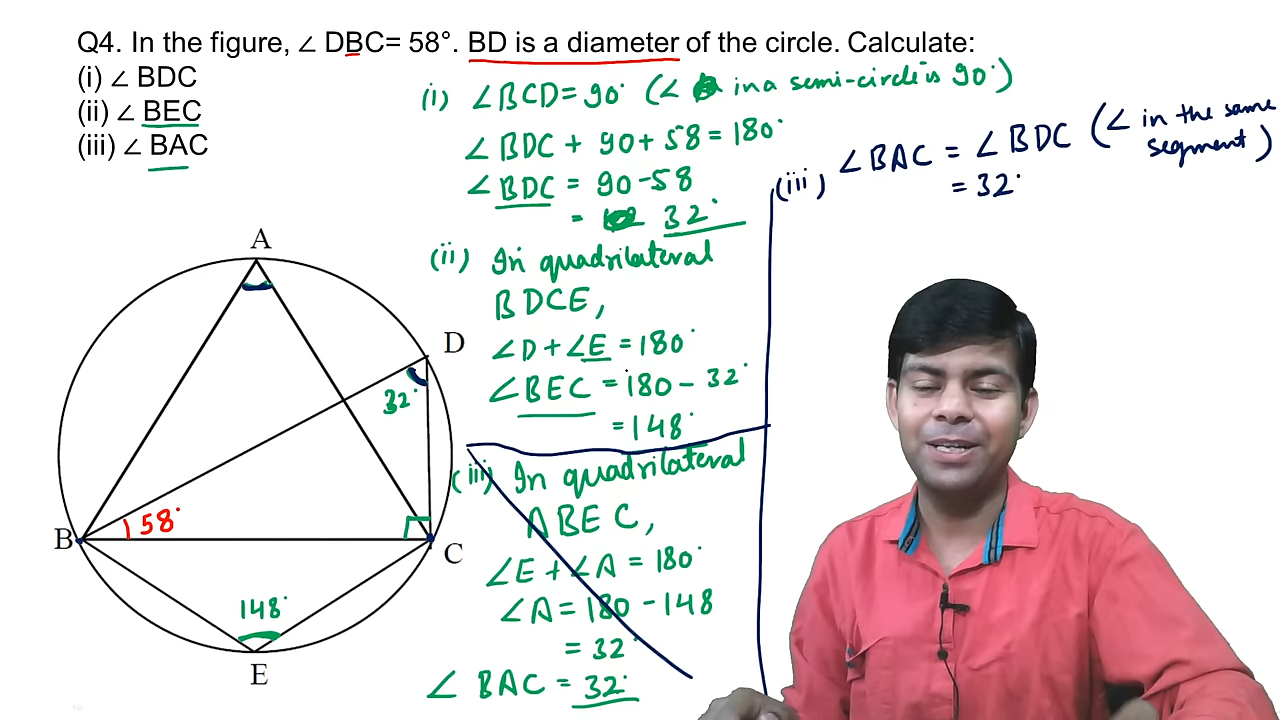 Q4. In the figure, ∠ DBC= 58°. BD is a diameter of the circle. Calculate:
(i) ∠ BDC
(ii) ∠ BEC
(iii) ∠ BAC
(i) ∠BCD = 90° (∠ in a semi-circle is 90°)
∠BDC + 90 + 58 = 180°
∠BDC = 90 - 58
= 32°
(ii) In quadrilateral
BDCE,
∠D + ∠E = 180°
∠BEC = 180 - 32°
= 148°
(iii) In quadrilateral
ABEC,
∠E + ∠A = 180°
∠A = 180 - 148
= 32°
∠ BAC = 32°
(iii) ∠BAC = ∠BDC (∠ in the same
segment)
= 32°
A
D
32°
B
58°
C
148°
E